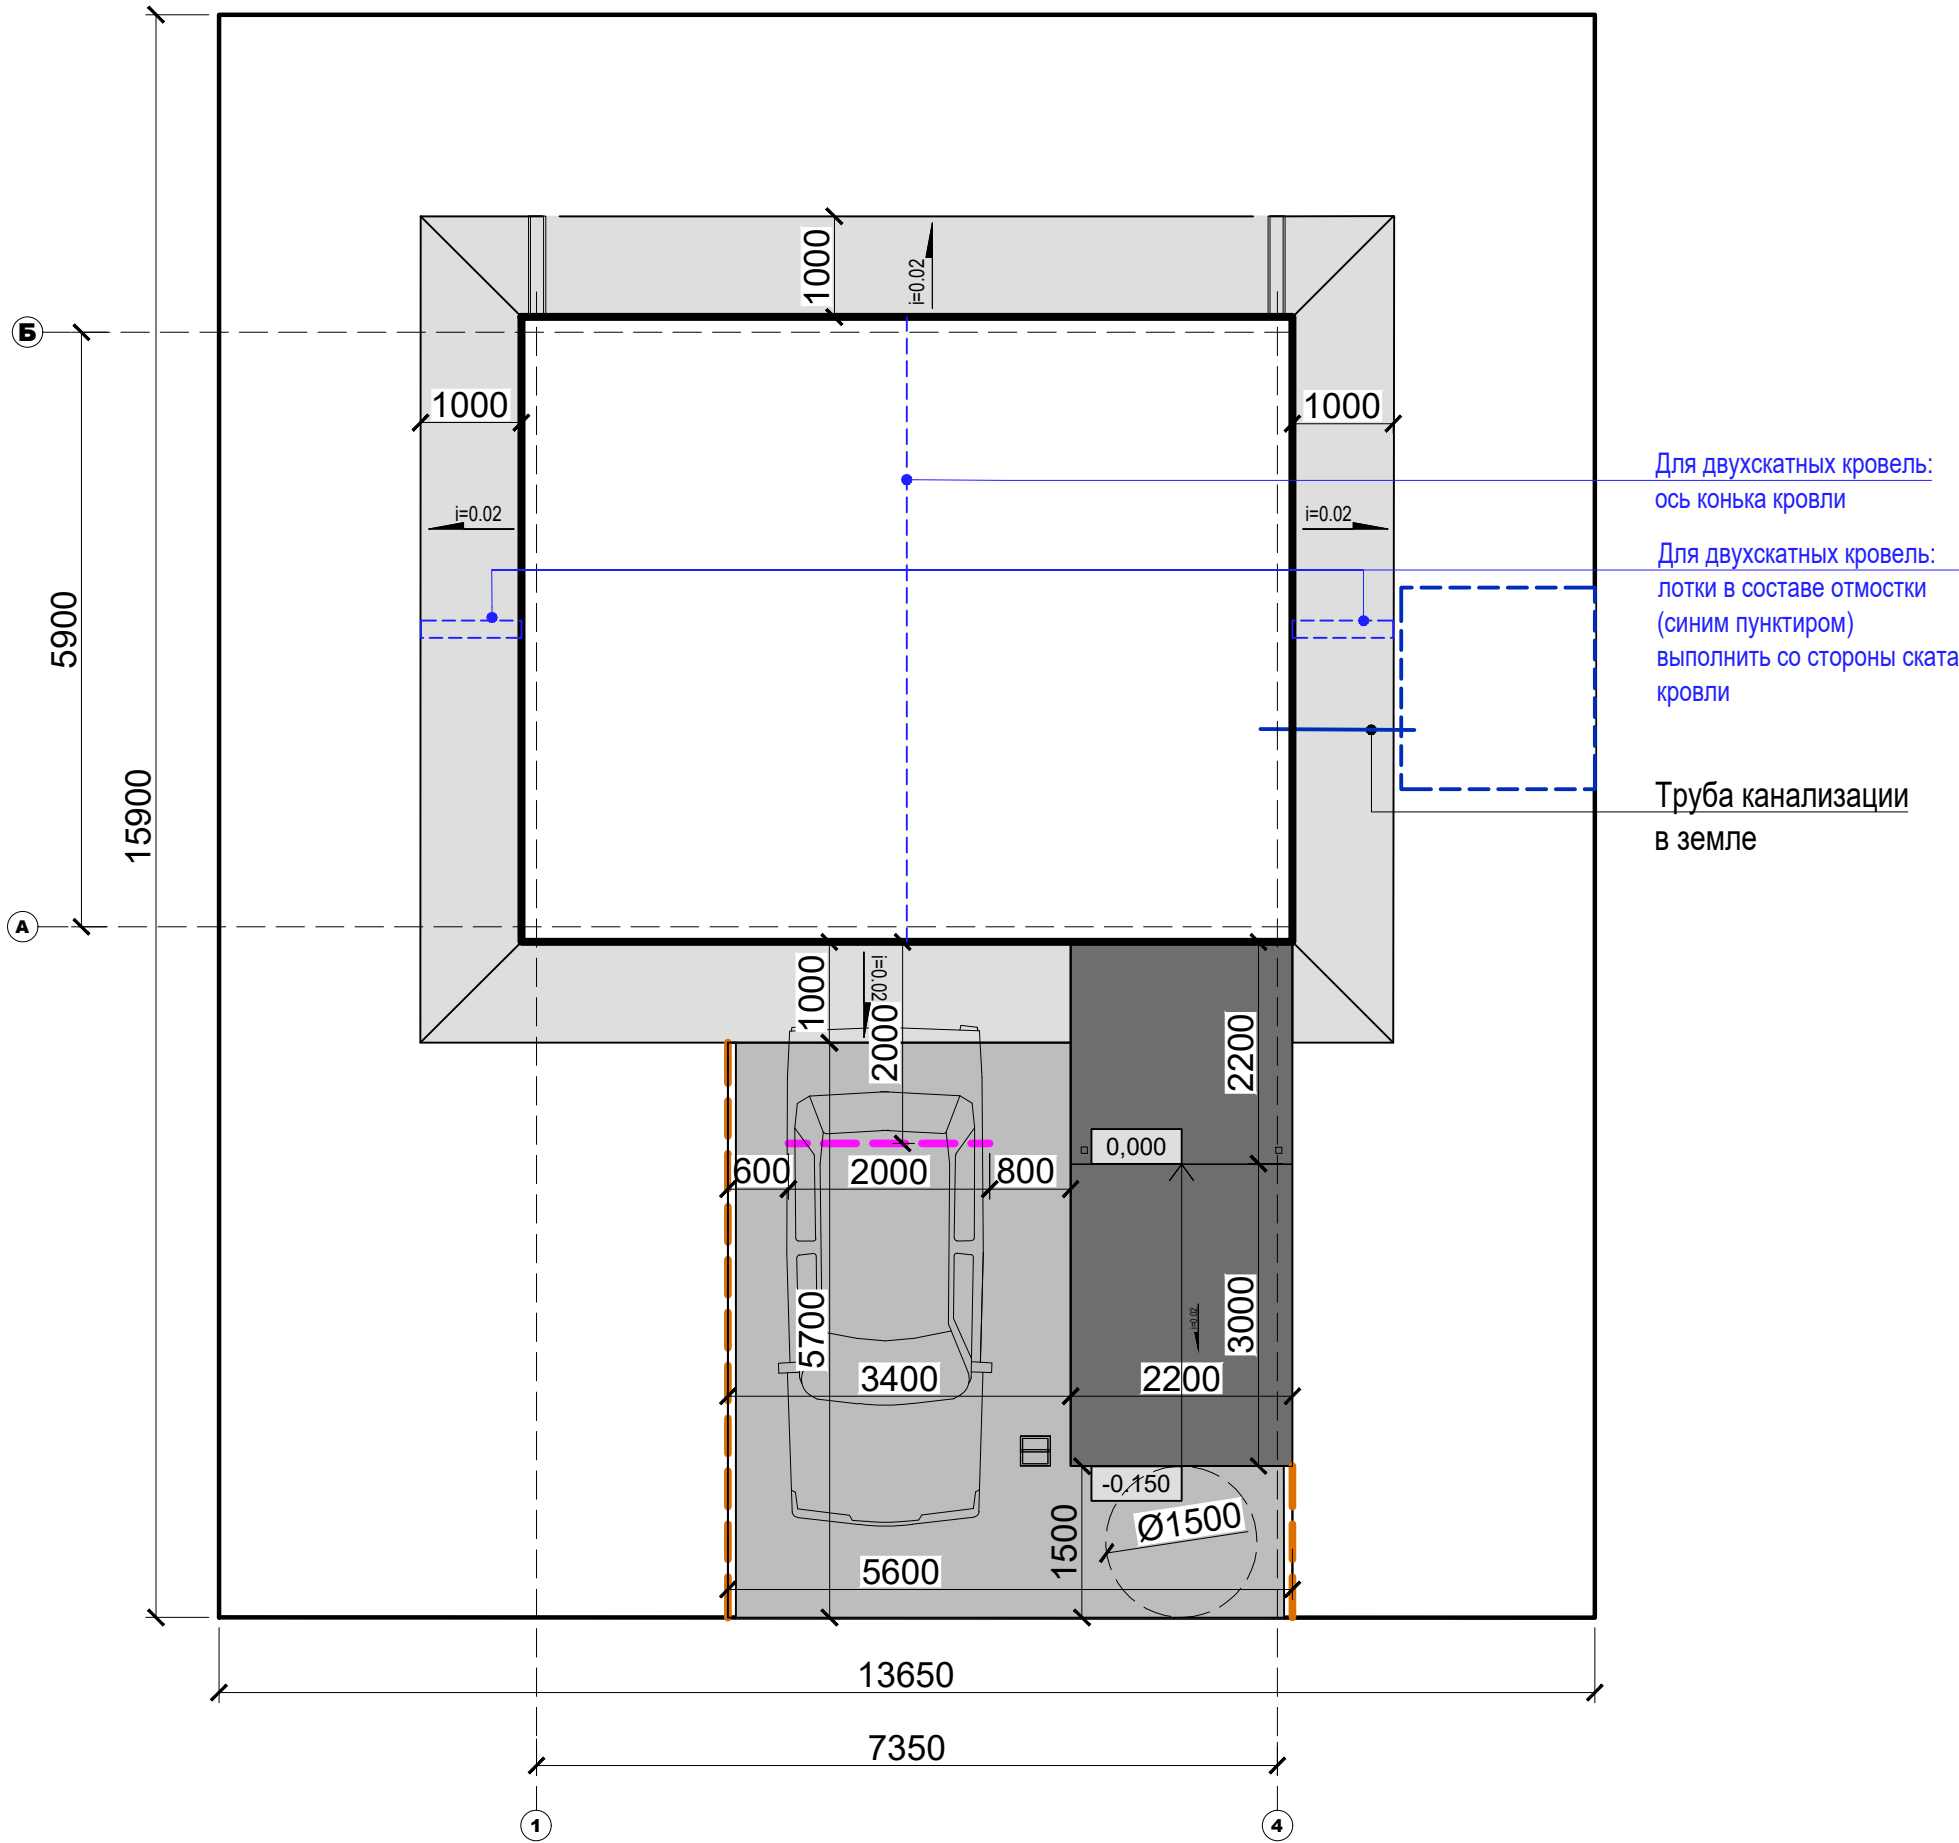 1000
i=0.02
Б
1000
1000
Для двухскатных кровель:
ось конька кровли
i=0.02
i=0.02
Для двухскатных кровель:
лотки в составе отмостки
(синим пунктиром)
выполнить со стороны ската
кровли
5900
15900
Труба канализации
в земле
А
1000
i=0.02
2000
2200
0,000
600
2000
800
5700
3000
i=0.02
3400
2200
-0.150
Ø1500
1500
5600
13650
7350
1
4